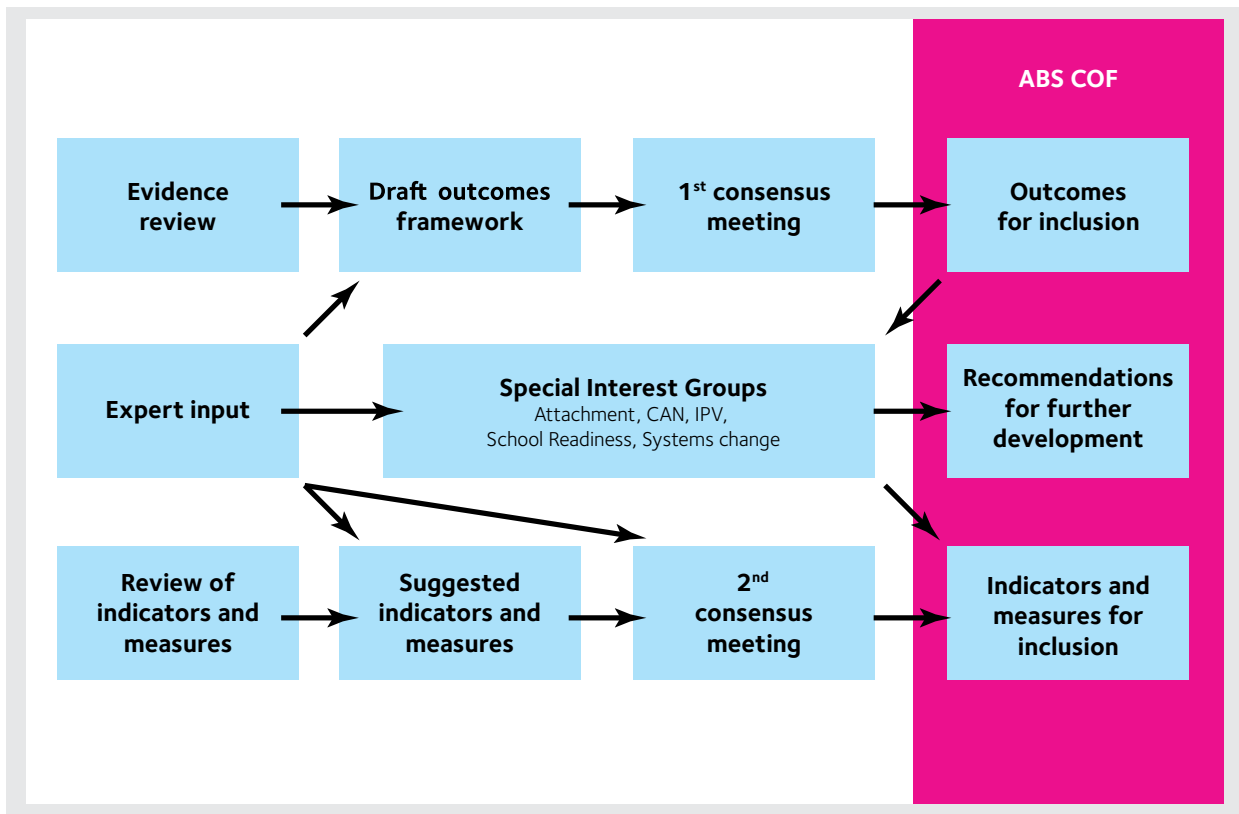 ABS COF
Evidence
review
Draft outcomes
framework
1st consensus
meeting
Outcomes
for inclusion
Expert input
Special Interest Groups
Attachment, CAN, IPV,
School Readiness, Systems change
Recommendations
for further
development
Review of
indicators and
measures
Suggested
indicators and
measures
2nd
consensus
meeting
Indicators and
measures for
inclusion